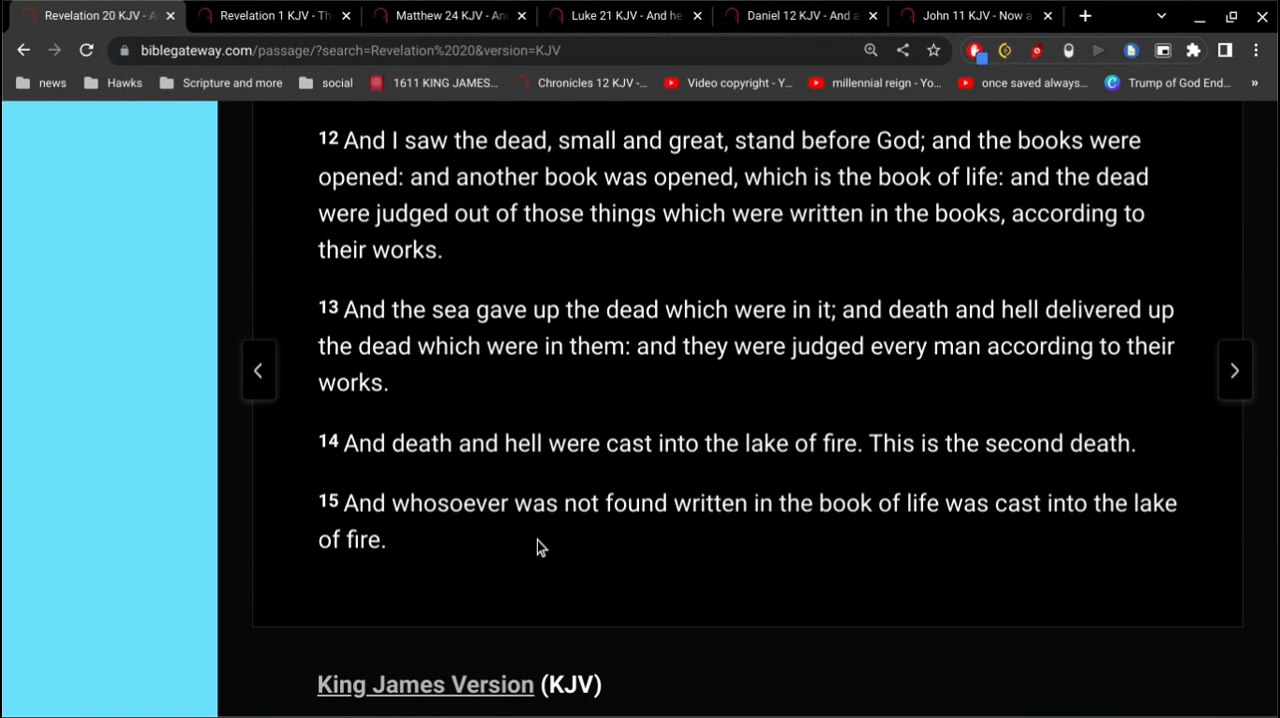 Revelation 20 KJV - A
Revelation 1 KJV - Th
Matthew 24 KJV - An
Luke 21 KJV - And he
Daniel 12 KJV - And a
John 11 KJV - Now a
biblegateway.com/passage/?search=Revelation%2020&version=KJV
news
Hawks
Scripture and more
social
1611 KING JAMES...
Chronicles 12 KJV -...
Video copyright - Y...
millennial reign - Yo...
once saved always...
Trump of God End...
12 And I saw the dead, small and great, stand before God; and the books were
opened: and another book was opened, which is the book of life: and the dead
were judged out of those things which were written in the books, according to
their works.
13 And the sea gave up the dead which were in it; and death and hell delivered up
the dead which were in them: and they were judged every man according to their
works.
14 And death and hell were cast into the lake of fire. This is the second death.
15 And whosoever was not found written in the book of life was cast into the lake
of fire.
King James Version (KJV)